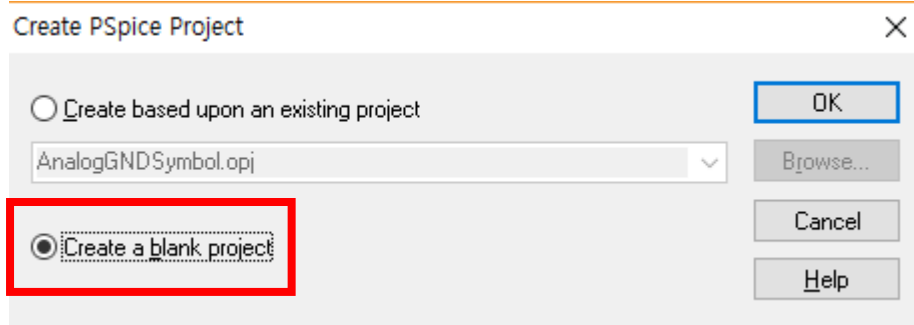 Create PSpice Project
Create based upon an existing project
OK
AnalogGNDSymbol.opj
Browse...
Create a blank project
Cancel
Help